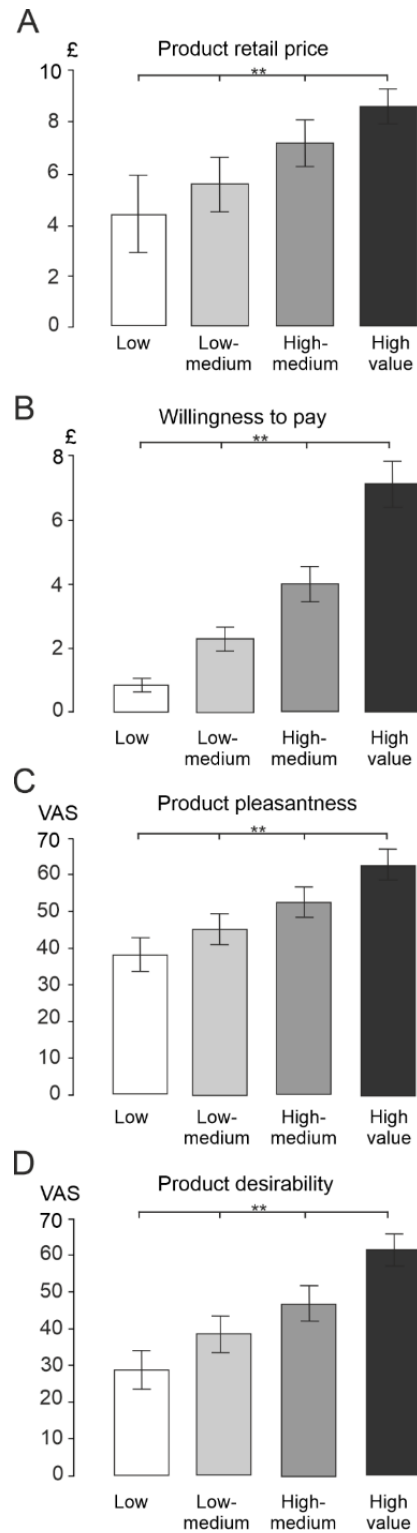 A
£
Product retail price
**
10
8
6
4
2
0
Low
Low-
medium
High-
medium
High
value
B
£
Willingness to pay
**
8
6
4
2
0
Low
Low-
medium
High-
medium
High
value
C
VAS
Product pleasantness
**
70
60
50
40
30
20
10
0
Low
Low-
medium
High-
medium
High
value
D
VAS
Product desirability
**
70
60
50
40
30
20
10
0
Low
Low-
medium
High-
medium
High
value